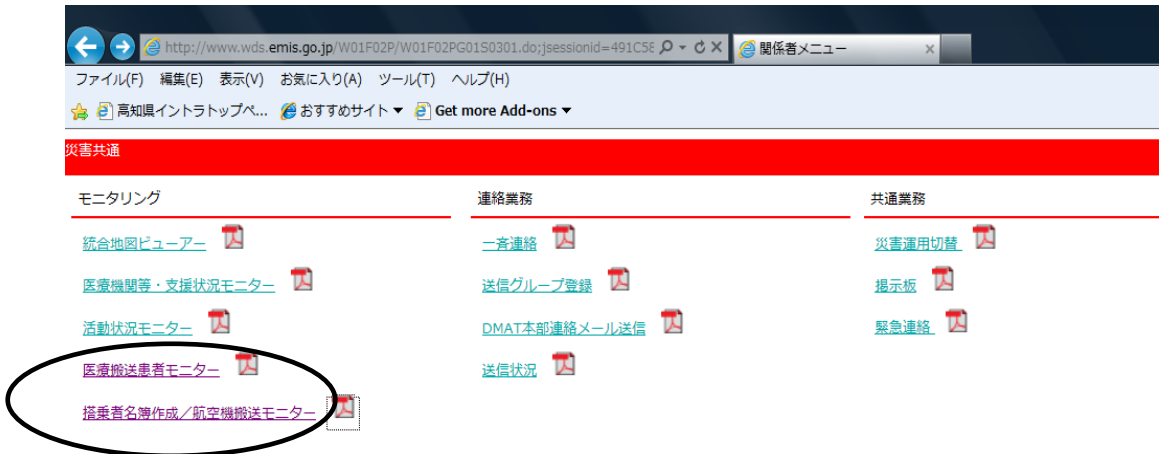 http://www.wds.emis.go.jp/W01F02P/W01F02PG01S0301.do;jsessionid=491C5E
関係者メニュー
ファイル(F) 編集(E) 表示(V) お気に入り(A) ツール(T) ヘルプ(H)
高知県イントラトップペ... おすすめサイト Get more Add-ons
災害共通
モニタリング 連絡業務 共通業務
統合地図ビューアー 一斉連絡 災害運用切替
医療機関等・支援状況モニター 送信グループ登録 掲示板
活動状況モニター DMAT本部連絡メール送信 緊急連絡
医療搬送患者モニター 送信状況
搭乗者名簿作成／航空機搬送モニター